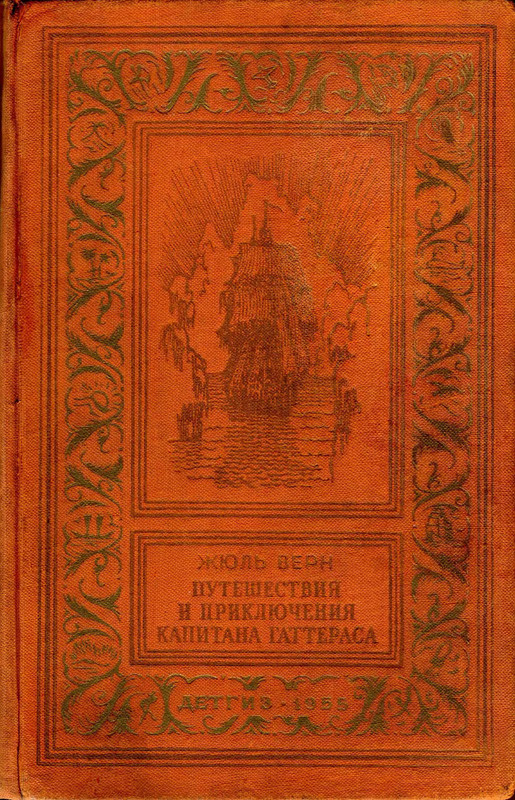 ЖЮЛЬ ВЕРН
ПУТЕШЕСТВИЯ
И ПРИКЛЮЧЕНИЯ
КАПИТАНА ГАТТЕРАСА
ДЕТГИЗ - 1955